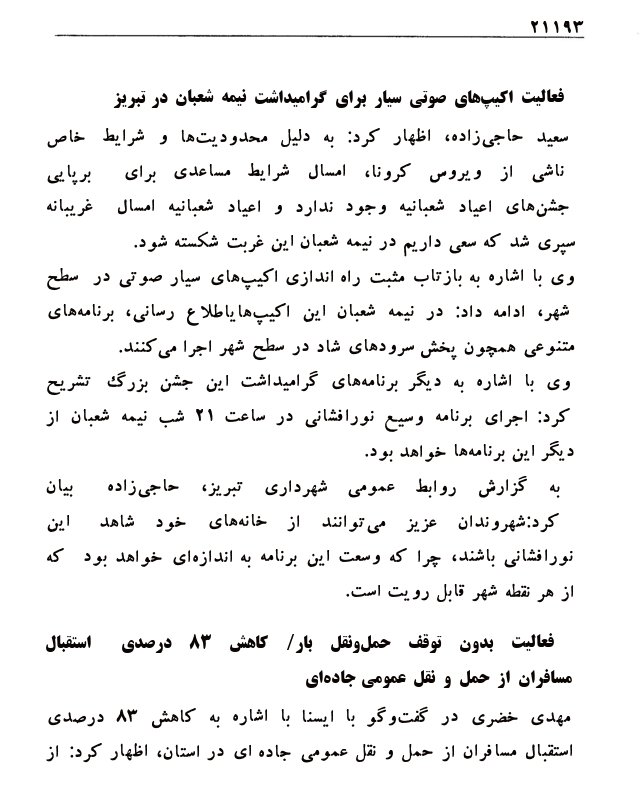 ۲۱۱۹۳
فعالیت اکیپ‌های صوتی سیار برای گرامیداشت نیمه شعبان در تبریز
سعید حاجی‌زاده، اظهار کرد: به دلیل محدودیت‌ها و شرایط خاص
ناشی از ویروس کرونا، امسال شرایط مساعدی برای برپایی
جشن‌های اعیاد شعبانیه وجود ندارد و اعیاد شعبانیه امسال غریبانه
سپری شد که سعی داریم در نیمه شعبان این غربت شکسته شود.
وی با اشاره به بازتاب مثبت راه اندازی اکیپ‌های سیار صوتی در سطح
شهر، ادامه داد: در نیمه شعبان این اکیپ‌هایاطلاع رسانی، برنامه‌های
متنوعی همچون پخش سرودهای شاد در سطح شهر اجرا می‌کنند.
وی با اشاره به دیگر برنامه‌های گرامیداشت این جشن بزرگ تشریح
کرد: اجرای برنامه وسیع نورافشانی در ساعت ۲۱ شب نیمه شعبان از
دیگر این برنامه‌ها خواهد بود.
به گزارش روابط عمومی شهرداری تبریز، حاجی‌زاده بیان
کرد:شهروندان عزیز می‌توانند از خانه‌های خود شاهد این
نورافشانی باشند، چرا که وسعت این برنامه به اندازه‌ای خواهد بود که
از هر نقطه شهر قابل رویت است.
فعالیت بدون توقف حمل‌ونقل بار/ کاهش ۸۳ درصدی استقبال
مسافران از حمل و نقل عمومی جاده‌ای
مهدی خضری در گفت‌وگو با ایسنا با اشاره به کاهش ۸۳ درصدی
استقبال مسافران از حمل و نقل عمومی جاده ای در استان، اظهار کرد: از